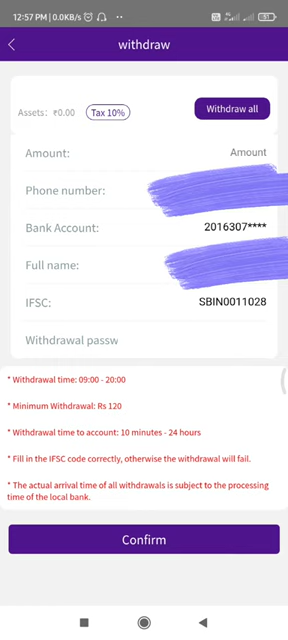 12:57 PM | 0.0KB/s
withdraw
Assets: ₹0.00 Tax 10% Withdraw all
Amount: Amount
Phone number:
Bank Account: 2016307****
Full name:
IFSC: SBIN0011028
Withdrawal passw
* Withdrawal time: 09:00 - 20:00
* Minimum Withdrawal: Rs 120
* Withdrawal time to account: 10 minutes - 24 hours
* Fill in the IFSC code correctly, otherwise the withdrawal will fail.
* The actual arrival time of all withdrawals is subject to the processing
time of the local bank.
Confirm